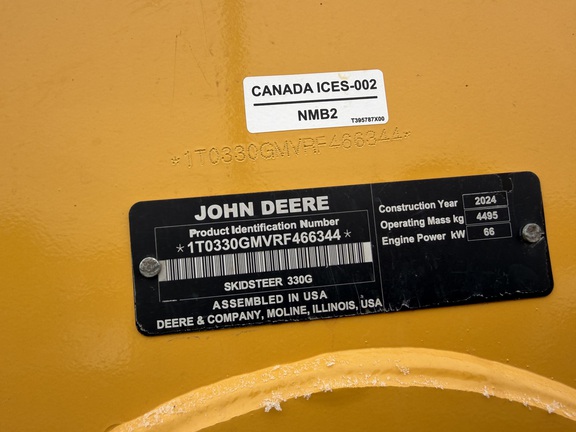 CANADA ICES-002
NMB2
T395787X00
*1T0330GMVRF466344*
JOHN DEERE
Product Identification Number
*1T0330GMVRF466344*
SKIDSTEER 330G
ASSEMBLED IN USA
DEERE & COMPANY, MOLINE, ILLINOIS, USA
Construction Year 2024
Operating Mass kg 4495
Engine Power kW 66